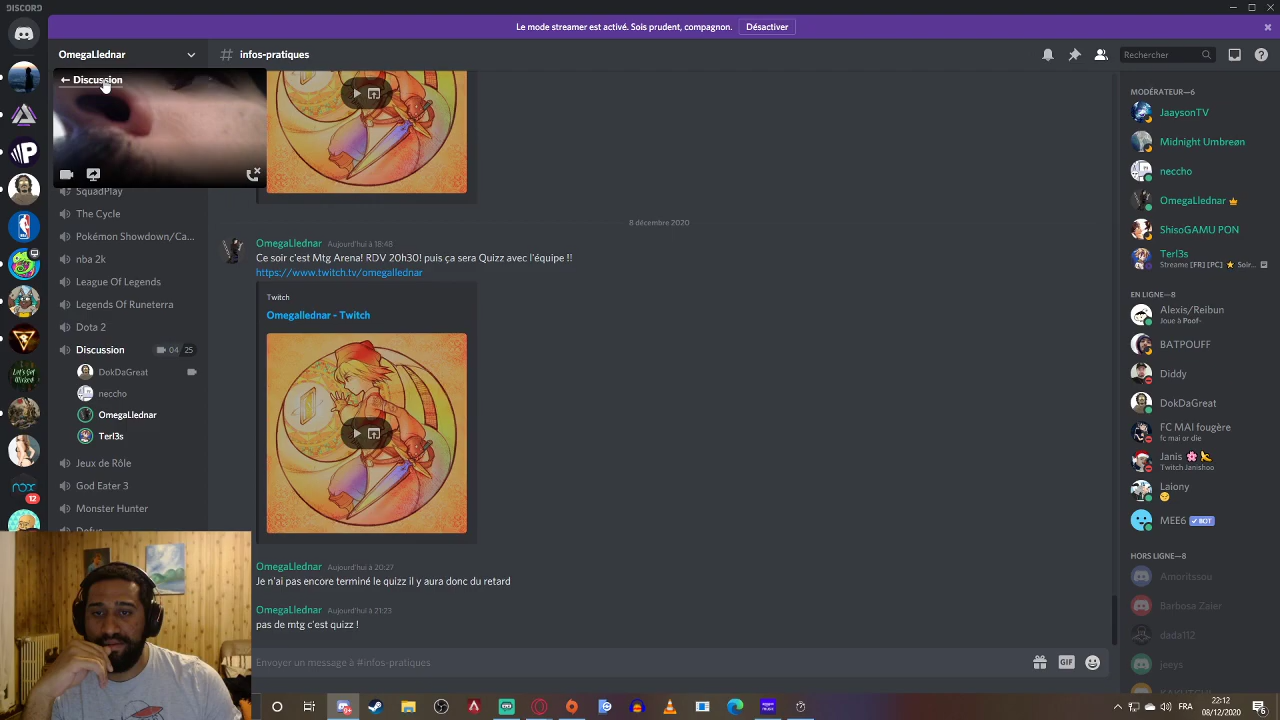 DISCORD
Le mode streamer est activé. Sois prudent, compagnon. Désactiver
OmegaLlednar
# infos-pratiques
Rechercher
Discussion
SquadPlay
The Cycle
Pokémon Showdown/Ca...
nba 2k
League Of Legends
Legends Of Runeterra
Dota 2
Discussion 04 25
DokDaGreat
neccho
OmegaLlednar
Terl3s
Jeux de Rôle
God Eater 3
Monster Hunter
12
8 décembre 2020
OmegaLlednar Aujourd'hui à 18:48
Ce soir c'est Mtg Arena! RDV 20h30! puis ça sera Quizz avec l'équipe !!
https://www.twitch.tv/omegallednar
Twitch
Omegallednar - Twitch
OmegaLlednar Aujourd'hui à 20:27
Je n'ai pas encore terminé le quizz il y aura donc du retard
OmegaLlednar Aujourd'hui à 21:23
pas de mtg c'est quizz !
Envoyer un message à #infos-pratiques
GIF
MODÉRATEUR—6
JaaysonTV
Midnight Umbreøn
neccho
OmegaLlednar
ShisoGAMU PON
Terl3s
Streame [FR] [PC] ⭐ Soir...
EN LIGNE—8
Alexis/Reibun
Joue à Poof-
BATPOUFF
Diddy
DokDaGreat
FC MAI fougère
fc mai or die
Janis 🌸🍌
Twitch Janishoo
Laiony
MEE6 ✓ BOT
HORS LIGNE—8
Amoritssou
Barbosa Zaier
dada112
jeeys
FRA
22:12
08/12/2020
6